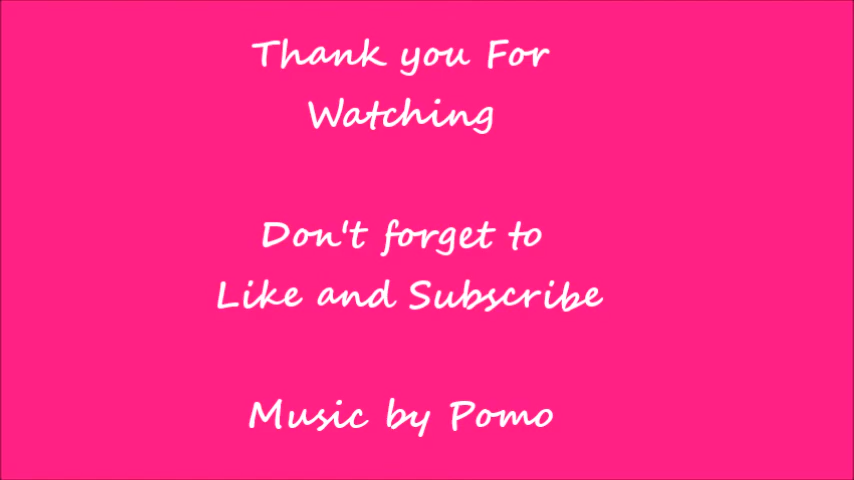 Thank you For
Watching
Don't forget to
Like and Subscribe
Music by Pomo